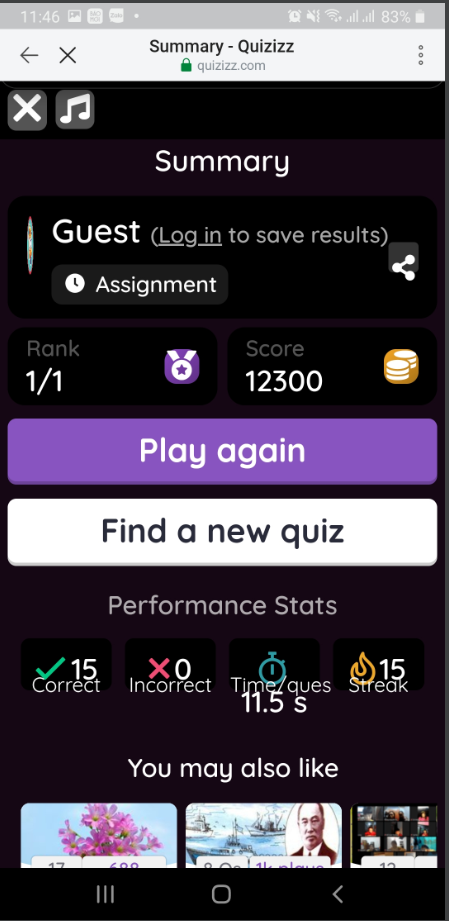 11:46
83%
Summary - Quizizz
quizizz.com
Summary
Guest (Log in to save results)
Assignment
Rank
1/1
Score
12300
Play again
Find a new quiz
Performance Stats
15
Correct
0
Incorrect
Time/ques
11.5 s
15
Streak
You may also like
17
688
8 Qs
1k plays
12